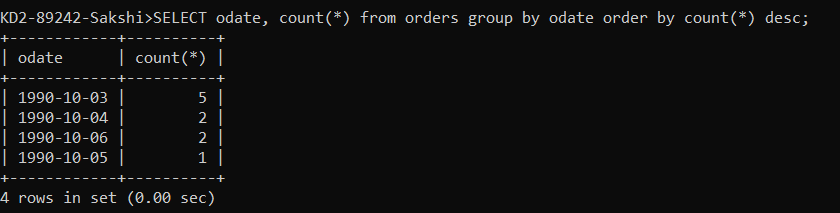 KD2-89242-Sakshi>SELECT odate, count(*) from orders group by odate order by count(*) desc;
+------------+----------+
| odate      | count(*) |
+------------+----------+
| 1990-10-03 |        5 |
| 1990-10-04 |        2 |
| 1990-10-06 |        2 |
| 1990-10-05 |        1 |
+------------+----------+
4 rows in set (0.00 sec)